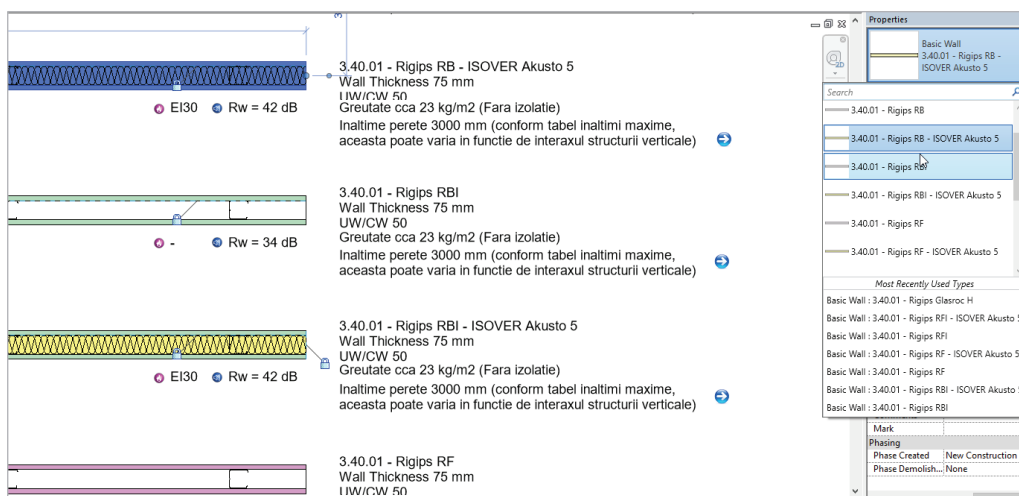 3
3.40.01 - Rigips RB - ISOVER Akusto 5
Wall Thickness 75 mm
UW/CW 50
Greutate cca 23 kg/m2 (Fara izolatie)
Inaltime perete 3000 mm (conform tabel inaltimi maxime,
aceasta poate varia in functie de interaxul structurii verticale)
EI30 Rw = 42 dB
3.40.01 - Rigips RBI
Wall Thickness 75 mm
UW/CW 50
Greutate cca 23 kg/m2 (Fara izolatie)
Inaltime perete 3000 mm (conform tabel inaltimi maxime,
aceasta poate varia in functie de interaxul structurii verticale)
- Rw = 34 dB
3.40.01 - Rigips RBI - ISOVER Akusto 5
Wall Thickness 75 mm
UW/CW 50
Greutate cca 23 kg/m2 (Fara izolatie)
Inaltime perete 3000 mm (conform tabel inaltimi maxime,
aceasta poate varia in functie de interaxul structurii verticale)
EI30 Rw = 42 dB
3.40.01 - Rigips RF
Wall Thickness 75 mm
UW/CW 50
2D
Properties
Basic Wall
3.40.01 - Rigips RB -
ISOVER Akusto 5
Search
3.40.01 - Rigips RB
3.40.01 - Rigips RB - ISOVER Akusto 5
3.40.01 - Rigips RBI
3.40.01 - Rigips RBI - ISOVER Akusto 5
3.40.01 - Rigips RF
3.40.01 - Rigips RF - ISOVER Akusto 5
Most Recently Used Types
Basic Wall : 3.40.01 - Rigips Glasroc H
Basic Wall : 3.40.01 - Rigips RFI - ISOVER Akusto 5
Basic Wall : 3.40.01 - Rigips RFI
Basic Wall : 3.40.01 - Rigips RF - ISOVER Akusto 5
Basic Wall : 3.40.01 - Rigips RF
Basic Wall : 3.40.01 - Rigips RBI - ISOVER Akusto 5
Basic Wall : 3.40.01 - Rigips RBI
Mark
Phasing
Phase Created New Construction
Phase Demolish... None